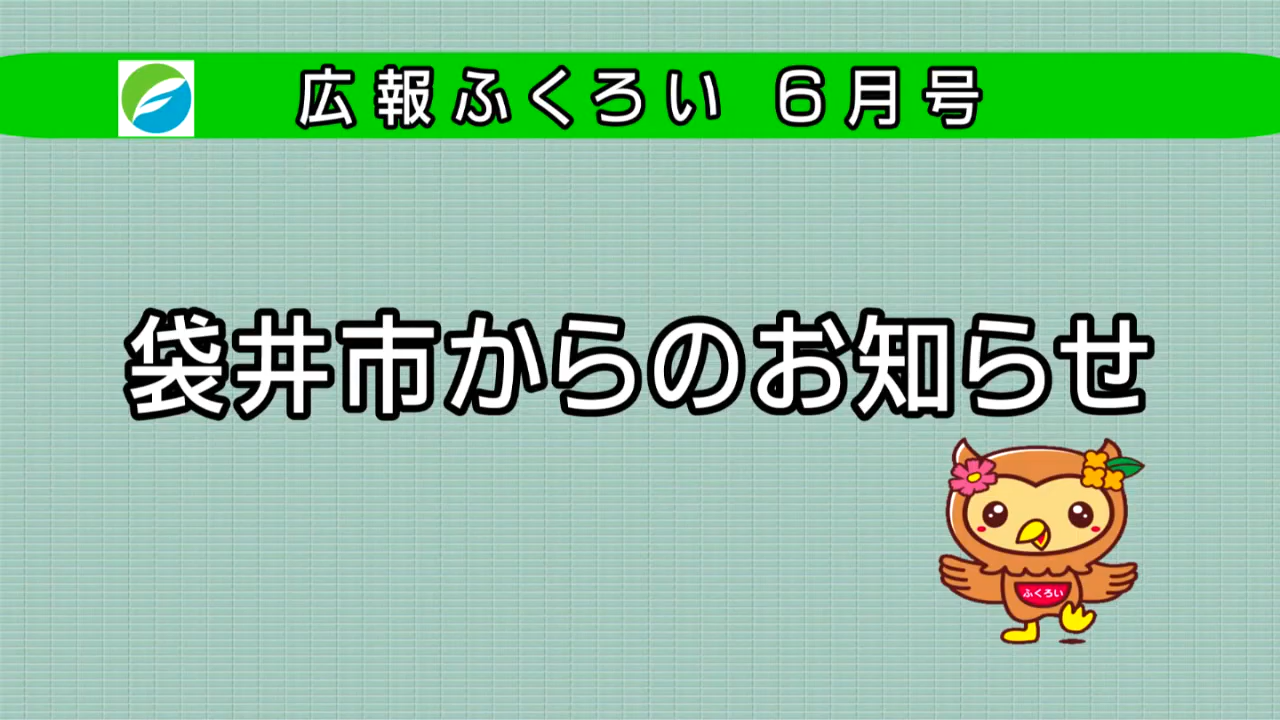 広報ふくろい 6月号
袋井市からのお知らせ
ふくろい